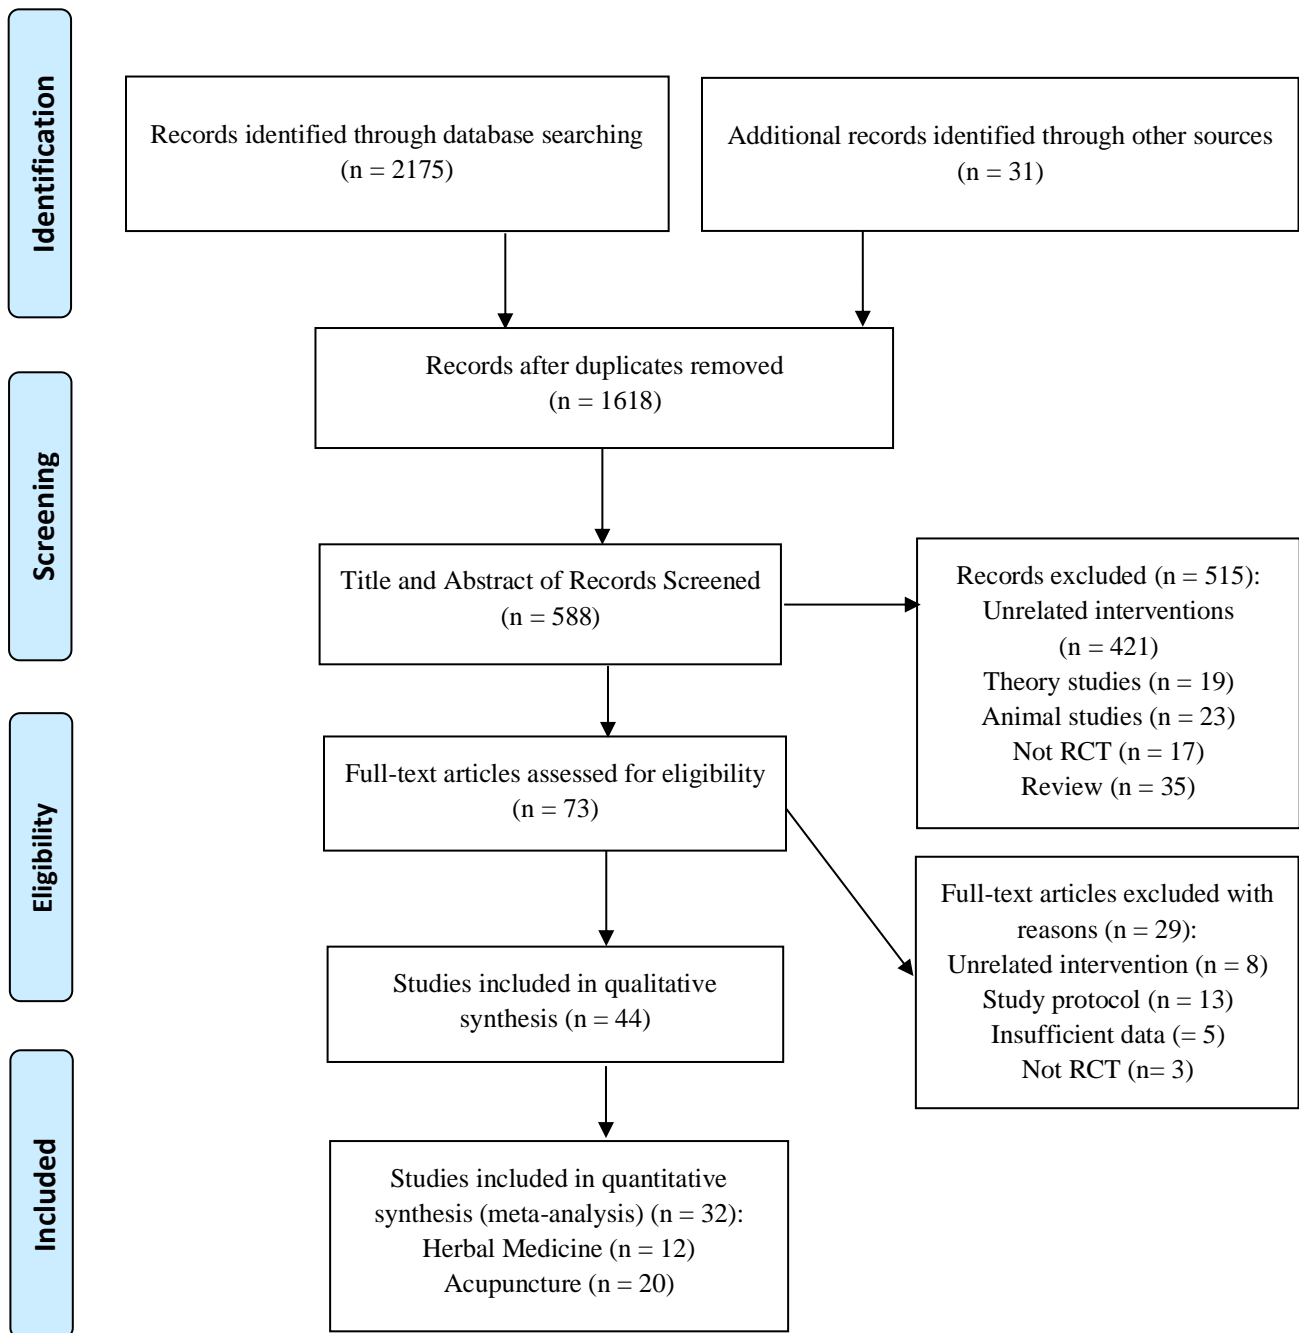 Identification
Records identified through database searching
(n = 2175)
Additional records identified through other sources
(n = 31)
Records after duplicates removed
(n = 1618)
Screening
Title and Abstract of Records Screened
(n = 588)
Records excluded (n = 515):
Unrelated interventions
(n = 421)
Theory studies (n = 19)
Animal studies (n = 23)
Not RCT (n = 17)
Review (n = 35)
Eligibility
Full-text articles assessed for eligibility
(n = 73)
Full-text articles excluded with
reasons (n = 29):
Unrelated intervention (n = 8)
Study protocol (n = 13)
Insufficient data (= 5)
Not RCT (n= 3)
Studies included in qualitative
synthesis (n = 44)
Included
Studies included in quantitative
synthesis (meta-analysis) (n = 32):
Herbal Medicine (n = 12)
Acupuncture (n = 20)